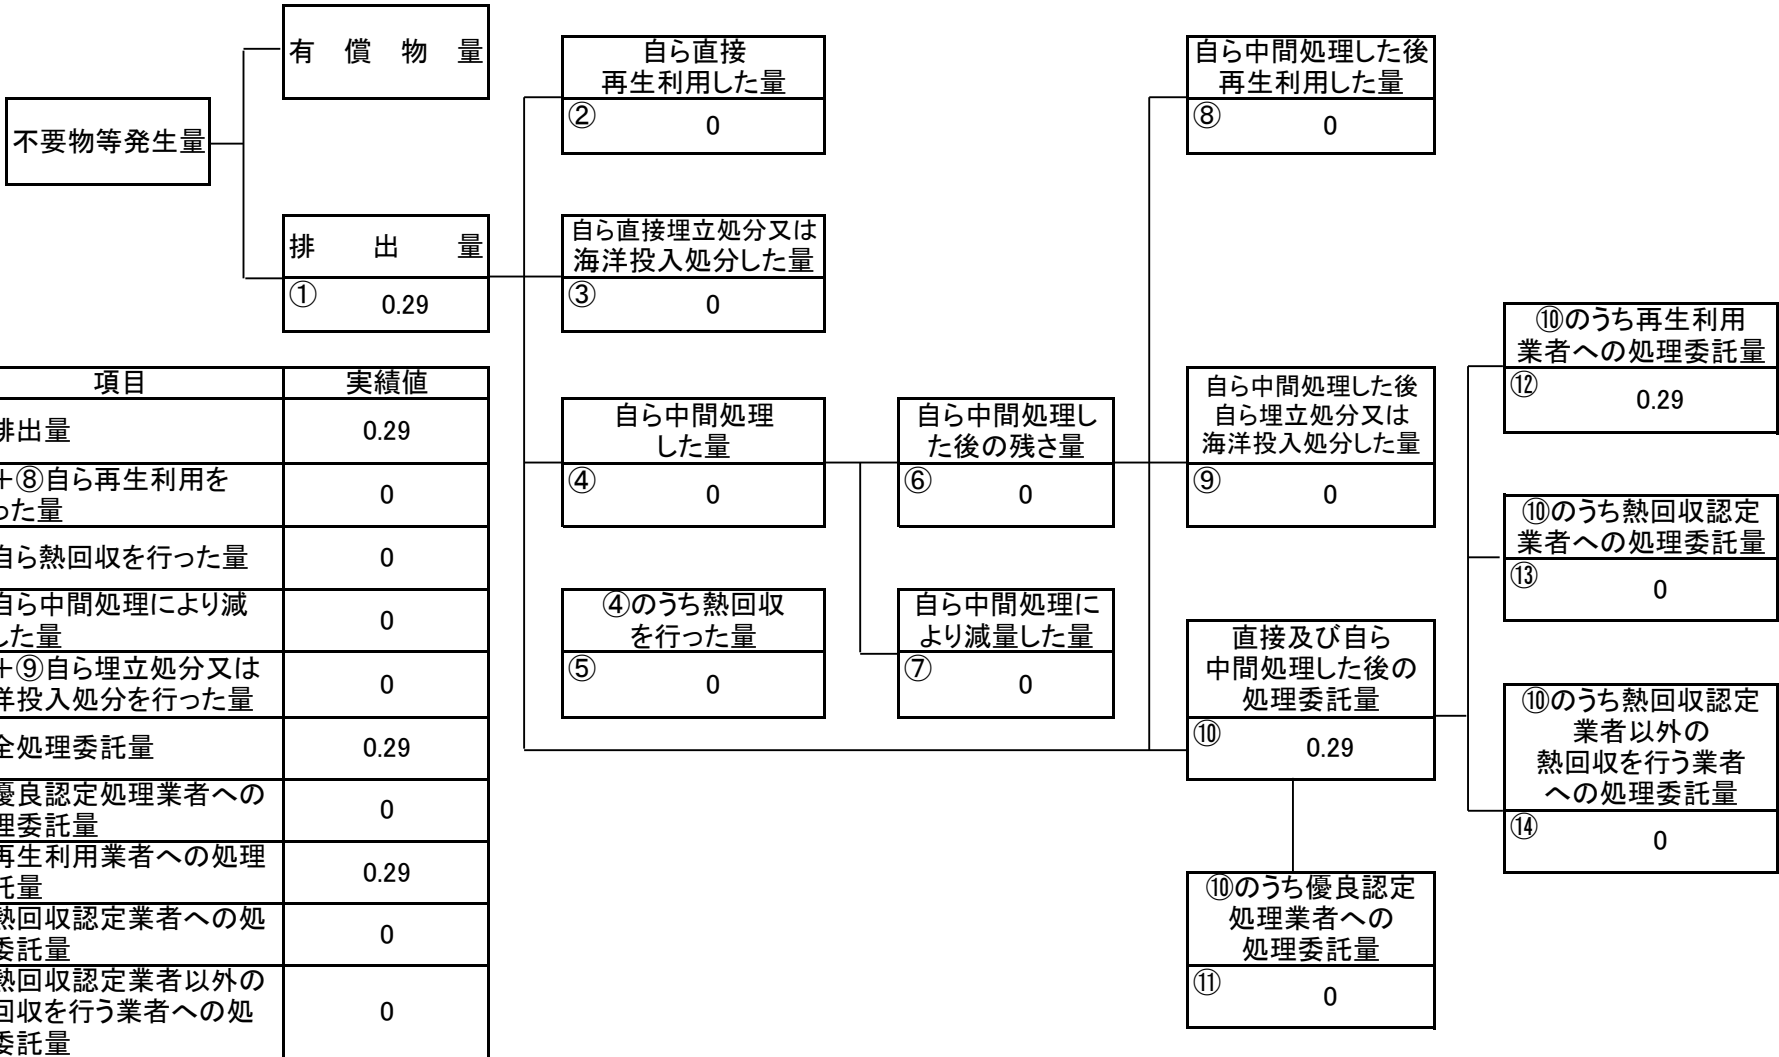 有償物量
不要物等発生量
排出量
① 0.29
自ら直接
再生利用した量
② 0
自ら直接埋立処分又は
海洋投入処分した量
③ 0
自ら中間処理
した量
④ 0
④のうち熱回収
を行った量
⑤ 0
自ら中間処理し
た後の残さ量
⑥ 0
自ら中間処理に
より減量した量
⑦ 0
自ら中間処理した後
再生利用した量
⑧ 0
自ら中間処理した後
自ら埋立処分又は
海洋投入処分した量
⑨ 0
直接及び自ら
中間処理した後の
処理委託量
⑩ 0.29
⑩のうち優良認定
処理業者への
処理委託量
⑪ 0
⑩のうち再生利用
業者への処理委託量
⑫ 0.29
⑩のうち熱回収認定
業者への処理委託量
⑬ 0
⑩のうち熱回収認定
業者以外の
熱回収を行う業者
への処理委託量
⑭ 0
項目 実績値
排出量 0.29
+⑧自ら再生利用を
った量 0
自ら熱回収を行った量 0
自ら中間処理により減
した量 0
+⑨自ら埋立処分又は
洋投入処分を行った量 0
全処理委託量 0.29
優良認定処理業者への
理委託量 0
再生利用業者への処理
託量 0.29
熱回収認定業者への処
委託量 0
熱回収認定業者以外の
回収を行う業者への処
委託量 0